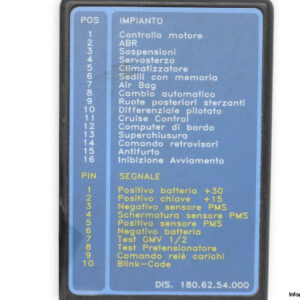 POS IMPIANTO
1 Controllo motore
2 ABR
3 Sospensioni
4 Servosterzo
5 Climatizzatore
6 Sedili con memoria
7 Air Bag
8 Cambio automatico
9 Ruote posteriori sterzanti
10 Differenziale pilotato
11 Cruise Control
12 Computer di bordo
13 Superchiusura
14 Comando retrovisori
15 Antifurto
16 Inibizione Avviamento
PIN SEGNALE
1 Positivo batteria +30
2 Positivo chiave +15
3 Negativo sensore PMS
4 Schermatura sensore PMS
5 Positivo sensore PMS
6 Negativo batteria
7 Test GMV 1/2
8 Test Pretensionatore
9 Comando relè carichi
10 Blink-Code
DIS. 180.62.54.000